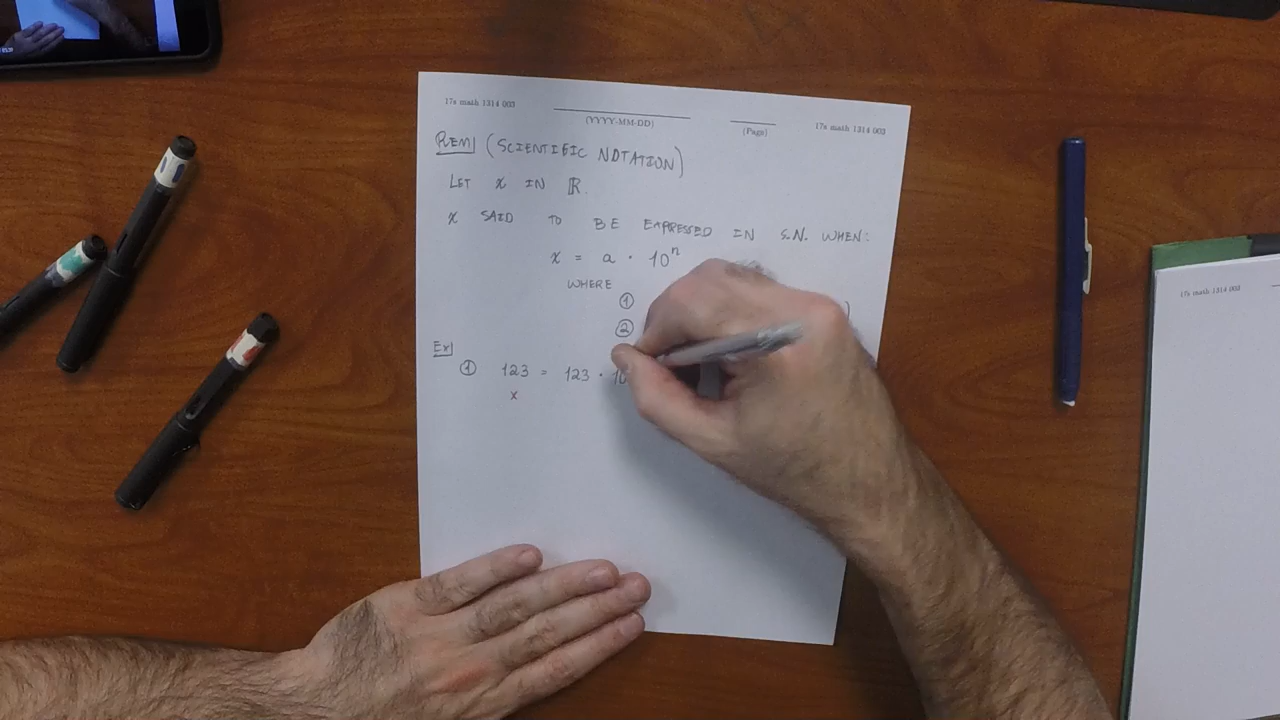 17s math 1314 003 (YYYY-MM-DD) (Page) 17s math 1314 003
REM (SCIENTIFIC NOTATION)
LET x IN ℝ.
x SAID TO BE EXPRESSED IN S.N. WHEN:
x = a · 10ⁿ
WHERE
①
②
EX
① 123 = 123 · 10
x
17s math 1314 003